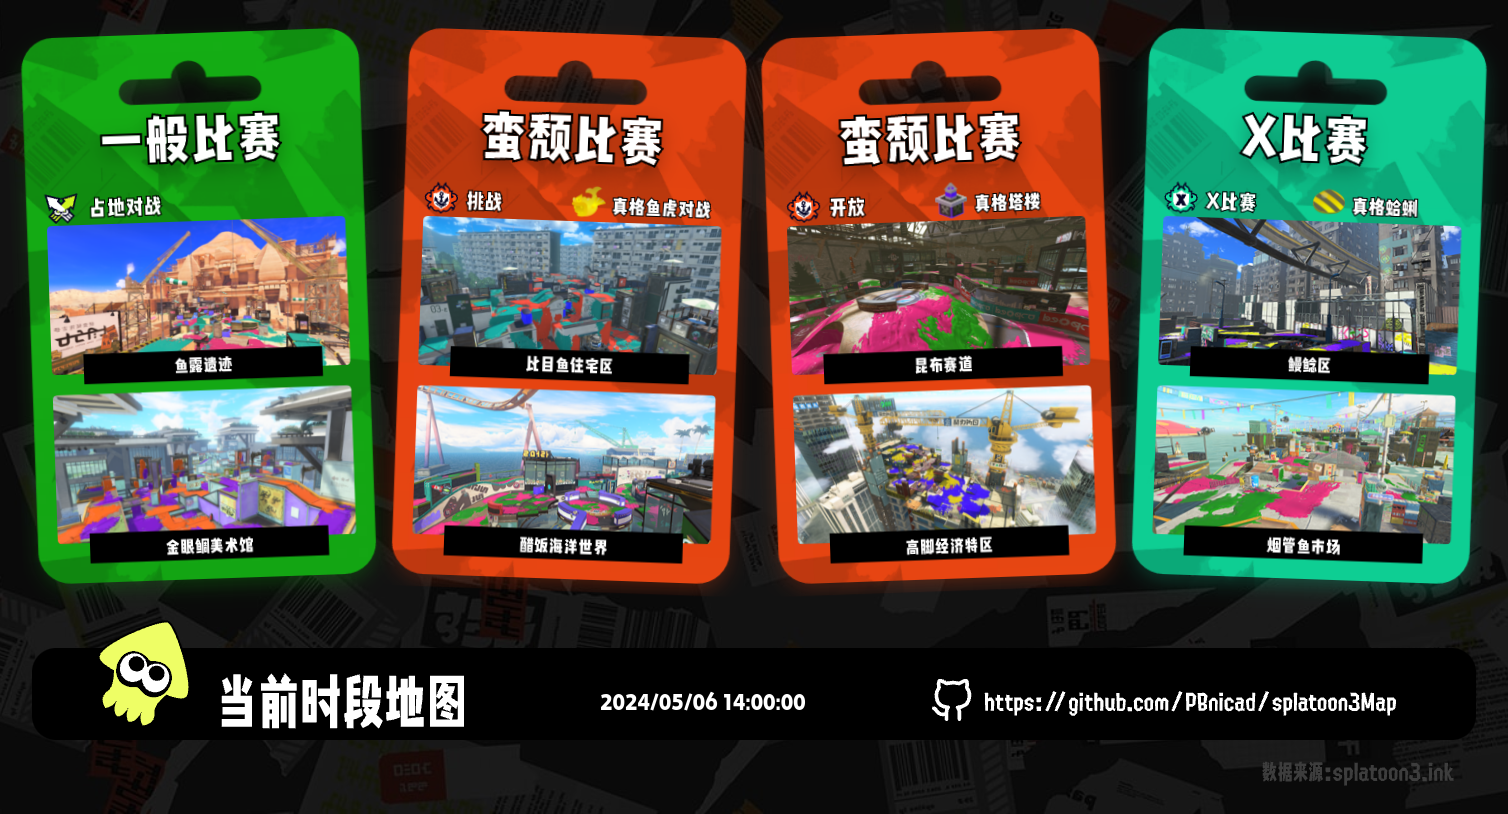 一般比赛
占地对战
鱼露遗迹
金眼鲷美术馆
蛮颓比赛
挑战
真格鱼虎对战
比目鱼住宅区
醋饭海洋世界
蛮颓比赛
开放
真格塔楼
昆布赛道
高脚经济特区
X比赛
X比赛
真格蛤蜊
鳗鲶区
烟管鱼市场
当前时段地图
2024/05/06 14:00:00
https://github.com/PBnicad/splatoon3Map
数据来源:splatoon3.ink